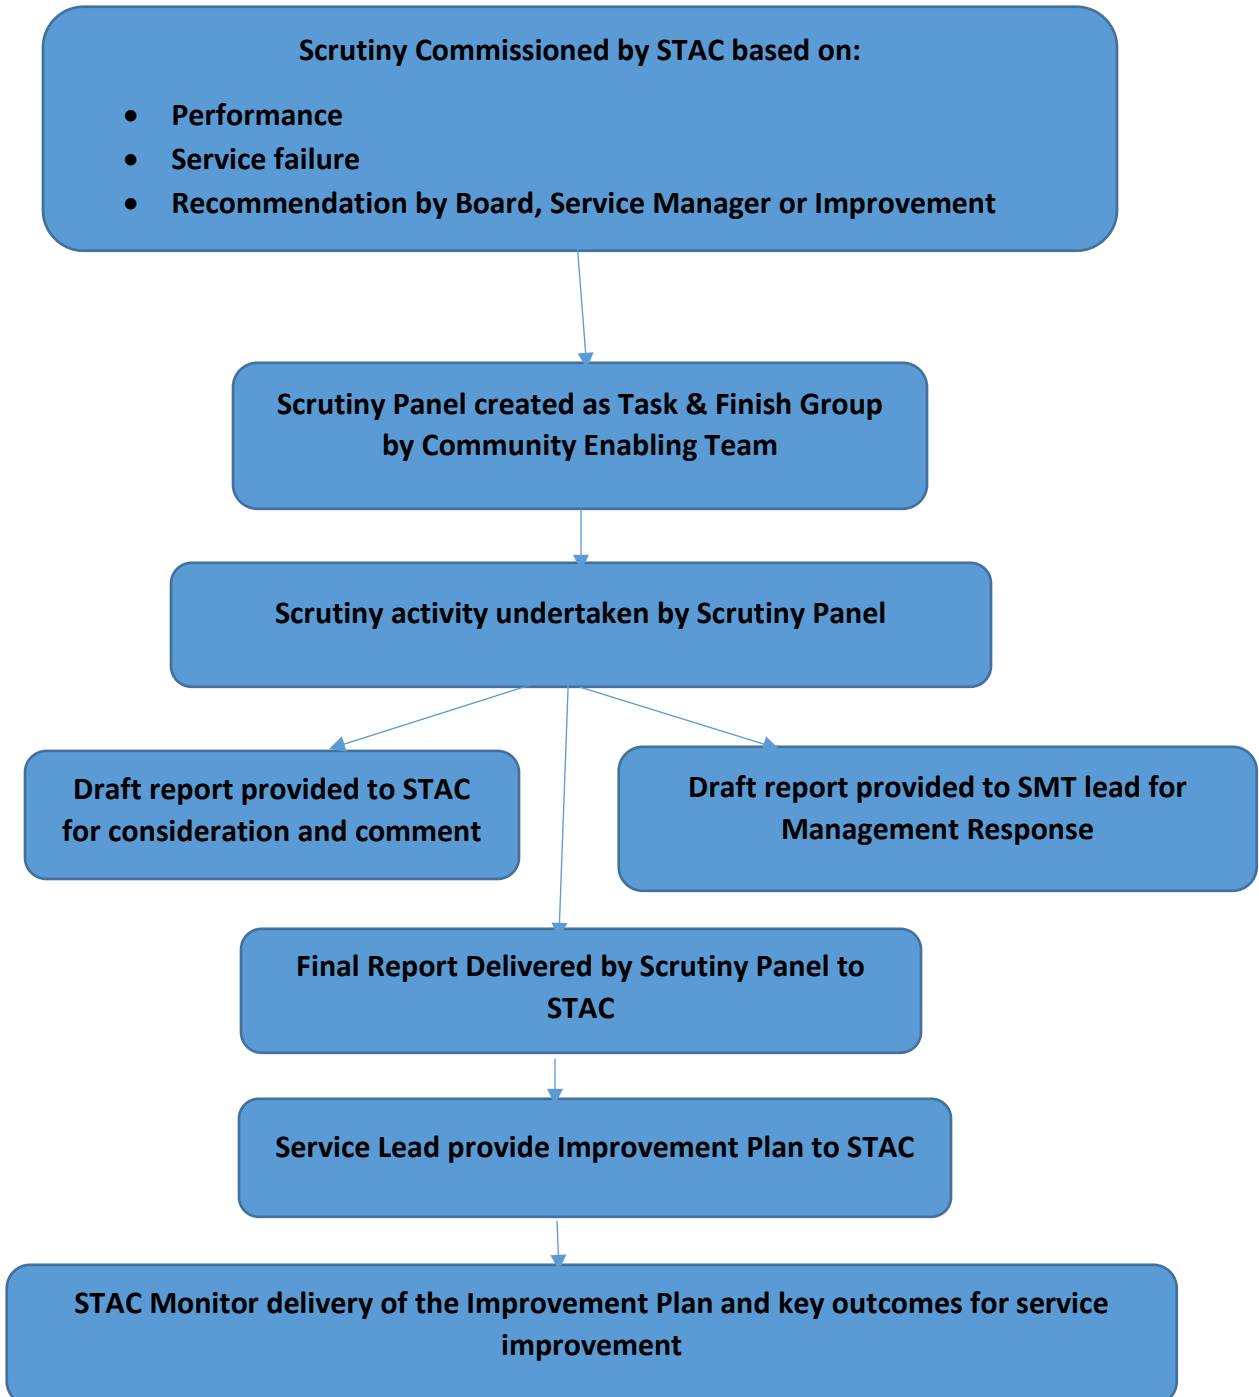 Scrutiny Commissioned by STAC based on:
• Performance
• Service failure
• Recommendation by Board, Service Manager or Improvement
Scrutiny Panel created as Task & Finish Group
by Community Enabling Team
Scrutiny activity undertaken by Scrutiny Panel
Draft report provided to STAC
for consideration and comment
Draft report provided to SMT lead for
Management Response
Final Report Delivered by Scrutiny Panel to
STAC
Service Lead provide Improvement Plan to STAC
STAC Monitor delivery of the Improvement Plan and key outcomes for service
improvement